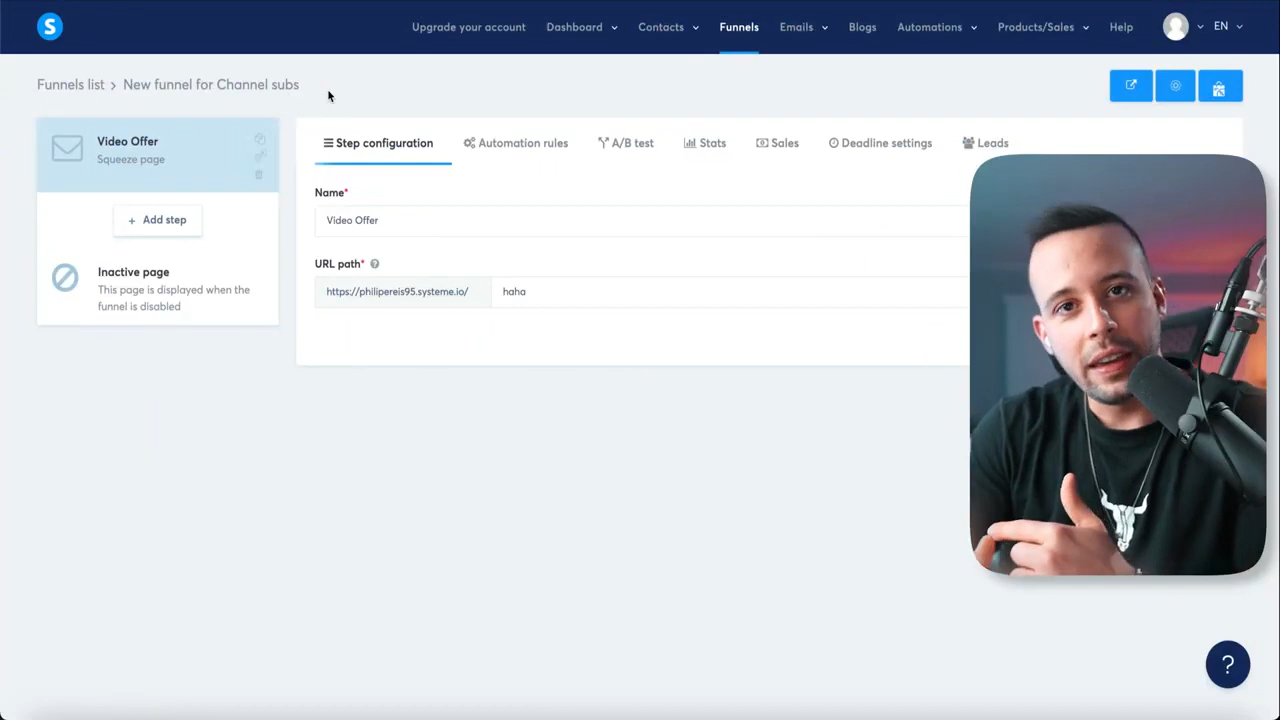 S
Upgrade your account
Dashboard
Contacts
Funnels
Emails
Blogs
Automations
Products/Sales
Help
EN
Funnels list > New funnel for Channel subs
Video Offer
Squeeze page
+ Add step
Inactive page
This page is displayed when the
funnel is disabled
Step configuration
Automation rules
A/B test
Stats
Sales
Deadline settings
Leads
Name*
Video Offer
URL path* ?
https://philipereis95.systeme.io/
haha
?